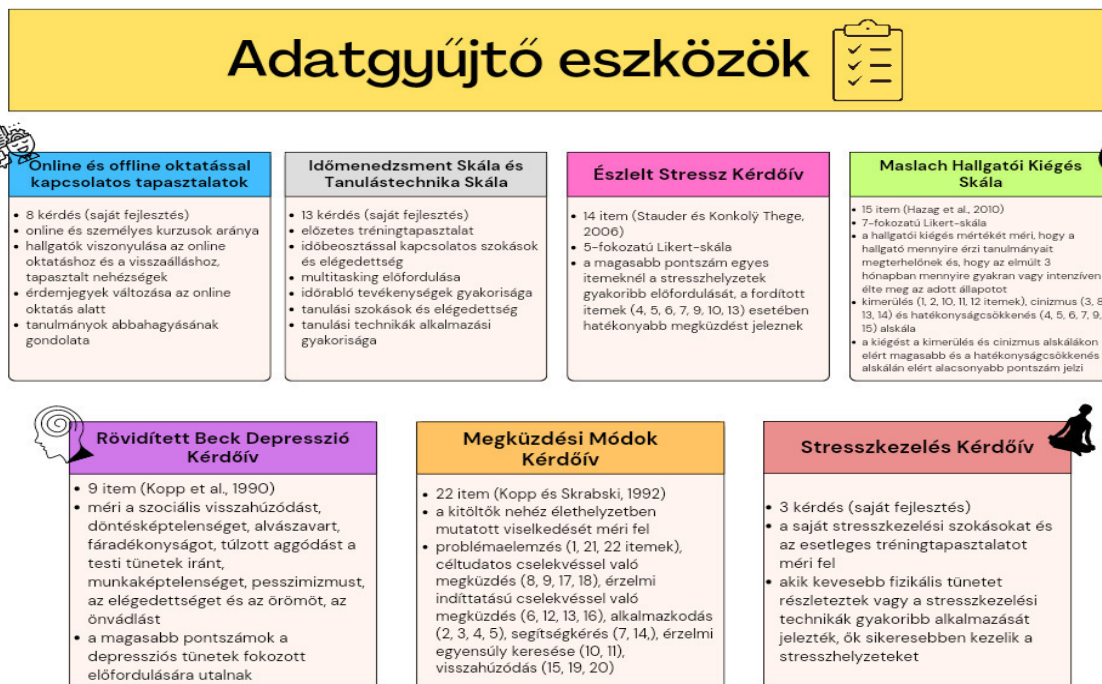 Adatgyűjtő eszközök
Online és offline oktatással
kapcsolatos tapasztalatok
• 8 kérdés (saját fejlesztés)
• online és személyes kurzusok aránya
• hallgatók viszonyulása az online
oktatáshoz és a visszaálláshoz,
tapasztalt nehézségek
• érdemjegyek változása az online
oktatás alatt
• tanulmányok abbahagyásának
gondolata
Időmenedzsment Skála és
Tanulástechnika Skála
• 13 kérdés (saját fejlesztés)
• előzetes tréningtapasztalat
• időbeosztással kapcsolatos szokások
és elégedettség
• multitasking előfordulása
• időrabló tevékenységek gyakorisága
• tanulási szokások és elégedettség
• tanulási technikák alkalmazási
gyakorisága
Észlelt Stressz Kérdőív
• 14 item (Stauder és Konkolÿ Thege,
2006)
• 5-fokozatú Likert-skála
• a magasabb pontszám egyes
itemeknél a stresszhelyzetek
gyakoribb előfordulását, a fordított
itemek (4, 5, 6, 7, 9, 10, 13) esetében
hatékonyabb megküzdést jeleznek
Maslach Hallgatói Kiégés
Skála
• 15 item (Hazag et al., 2010)
• 7-fokozatú Likert-skála
• a hallgatói kiégés mértékét méri, hogy a
hallgató mennyire érzi tanulmányait
megterhelőnek és, hogy az elmúlt 3
hónapban mennyire gyakran vagy intenzíven
élte meg az adott állapotot
• kimerülés (1, 2, 10, 11, 12 itemek), cinizmus (3, 8
13, 14) és hatékonyságcsökkenés (4, 5, 6, 7, 9,
15) alskála
• a kiégést a kimerülés és cinizmus alskálákon
elért magasabb és a hatékonyságcsökkenés
alskálán elért alacsonyabb pontszám jelzi
Rövidített Beck Depresszió
Kérdőív
• 9 item (Kopp et al., 1990)
• méri a szociális visszahúzódást,
döntésképtelenséget, alvászavart,
fáradékonyságot, túlzott aggódást a
testi tünetek iránt,
munkaképtelenséget, pesszimizmust,
az elégedettséget és az örömöt, az
önvádlást
• a magasabb pontszámok a
depressziós tünetek fokozott
előfordulására utalnak
Megküzdési Módok
Kérdőív
• 22 item (Kopp és Skrabski, 1992)
• a kitöltők nehéz élethelyzetben
mutatott viselkedését méri fel
• problémaelemzés (1, 21, 22 itemek),
céltudatos cselekvéssel való
megküzdés (8, 9, 17, 18), érzelmi
indíttatású cselekvéssel való
megküzdés (6, 12, 13, 16), alkalmazkodás
(2, 3, 4, 5), segítségkérés (7, 14,), érzelmi
egyensúly keresése (10, 11),
visszahúzódás (15, 19, 20)
Stresszkezelés Kérdőív
• 3 kérdés (saját fejlesztés)
• a saját stresszkezelési szokásokat és
az esetleges tréningtapasztalatot
méri fel
• akik kevesebb fizikális tünetet
részleteztek vagy a stresszkezelési
technikák gyakoribb alkalmazását
jelezték, ők sikeresebben kezelik a
stresszhelyzeteket